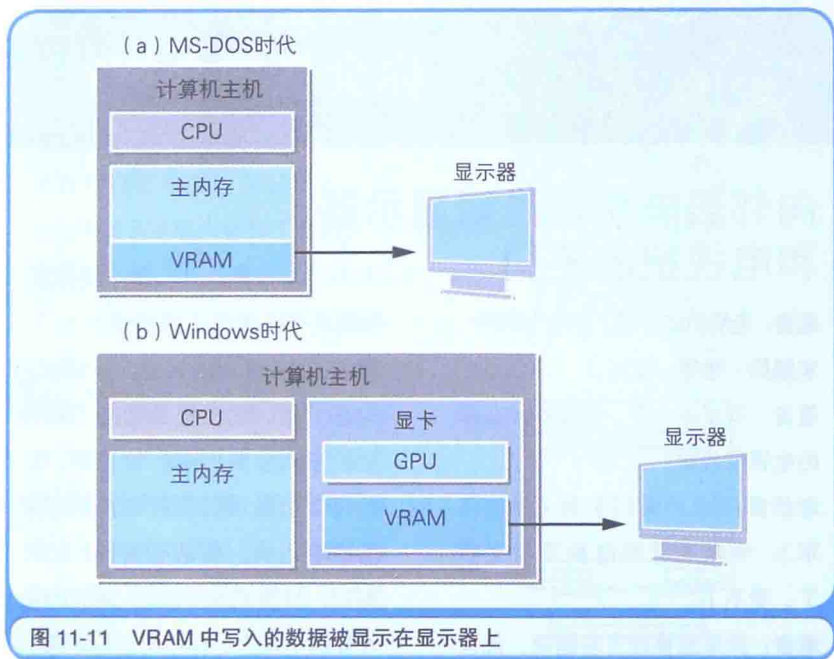 (a) MS-DOS时代
计算机主机
CPU
主内存
VRAM
显示器
(b) Windows时代
计算机主机
CPU
主内存
显卡
GPU
VRAM
显示器
图 11-11 VRAM 中写入的数据被显示在显示器上